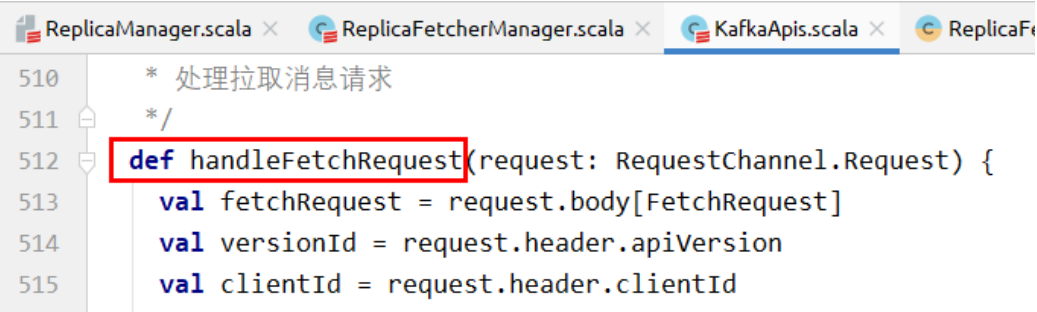 ReplicaManager.scala × ReplicaFetcherManager.scala × KafkaApis.scala × ReplicaFe
510 * 处理拉取消息请求
511 */
512 def handleFetchRequest(request: RequestChannel.Request) {
513 val fetchRequest = request.body[FetchRequest]
514 val versionId = request.header.apiVersion
515 val clientId = request.header.clientId